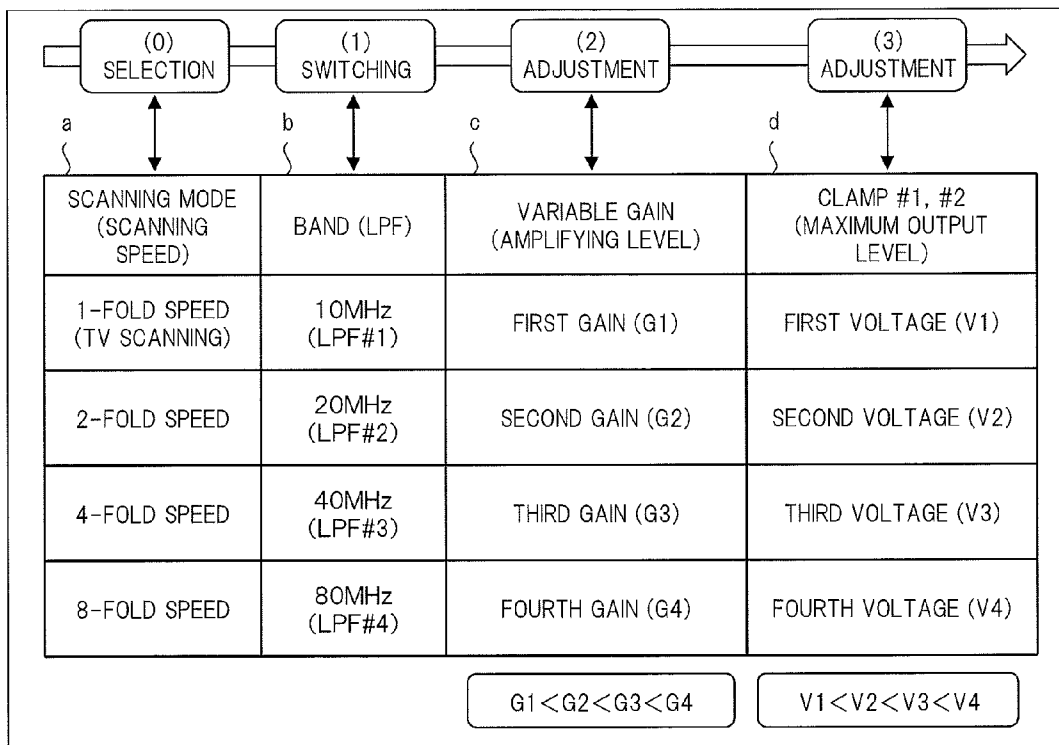 (0)
SELECTION
(1)
SWITCHING
(2)
ADJUSTMENT
(3)
ADJUSTMENT
a
b
c
d
SCANNING MODE
(SCANNING
SPEED)
BAND (LPF)
VARIABLE GAIN
(AMPLIFYING LEVEL)
CLAMP #1, #2
(MAXIMUM OUTPUT
LEVEL)
1-FOLD SPEED
(TV SCANNING)
10MHz
(LPF#1)
FIRST GAIN (G1)
FIRST VOLTAGE (V1)
2-FOLD SPEED
20MHz
(LPF#2)
SECOND GAIN (G2)
SECOND VOLTAGE (V2)
4-FOLD SPEED
40MHz
(LPF#3)
THIRD GAIN (G3)
THIRD VOLTAGE (V3)
8-FOLD SPEED
80MHz
(LPF#4)
FOURTH GAIN (G4)
FOURTH VOLTAGE (V4)
G1<G2<G3<G4
V1<V2<V3<V4